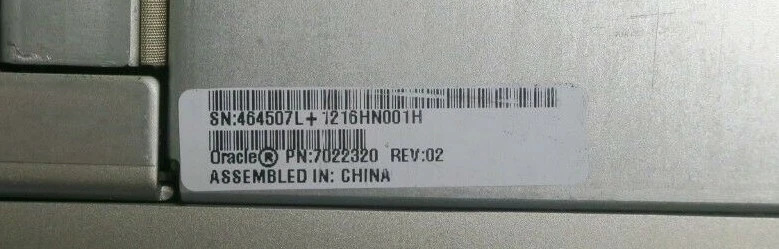 SN:464507L+1216HN001H
Oracle® PN:7022320 REV:02
ASSEMBLED IN: CHINA